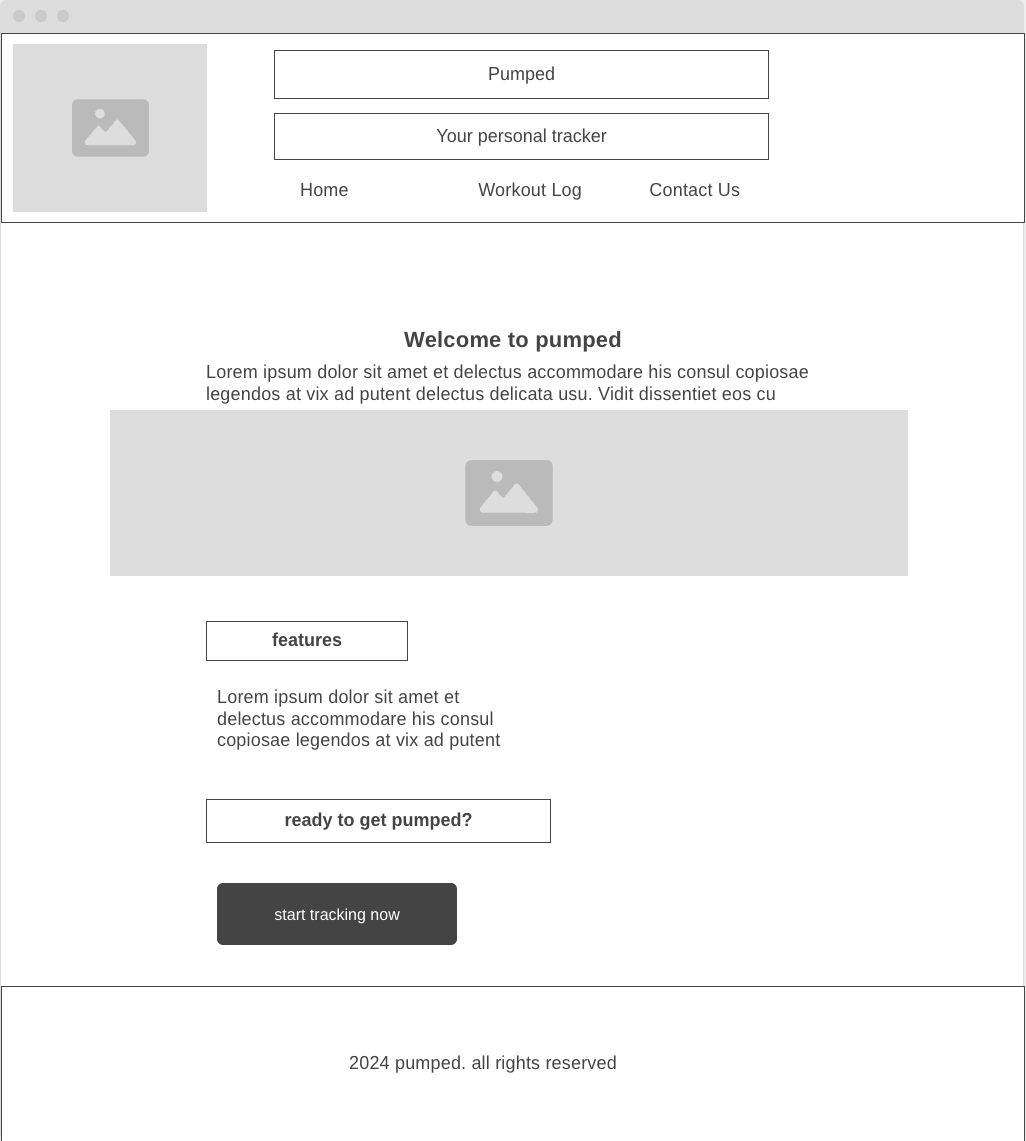 Pumped
Your personal tracker
Home Workout Log Contact Us
Welcome to pumped
Lorem ipsum dolor sit amet et delectus accommodare his consul copiosae
legendos at vix ad putent delectus delicata usu. Vidit dissentiet eos cu
features
Lorem ipsum dolor sit amet et
delectus accommodare his consul
copiosae legendos at vix ad putent
ready to get pumped?
start tracking now
2024 pumped. all rights reserved